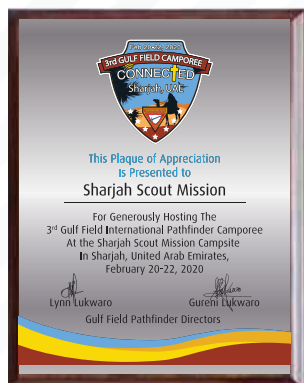 Feb 20-22, 2020
3rd GULF FIELD CAMPOREE
CONNECTED
Sharjah, UAE
This Plaque of Appreciation
Is Presented to
Sharjah Scout Mission
For Generously Hosting The
3rd Gulf Field International Pathfinder Camporee
At the Sharjah Scout Mission Campsite
In Sharjah, United Arab Emirates,
February 20-22, 2020
Lynn Lukwaro Gureni Lukwaro
Gulf Field Pathfinder Directors